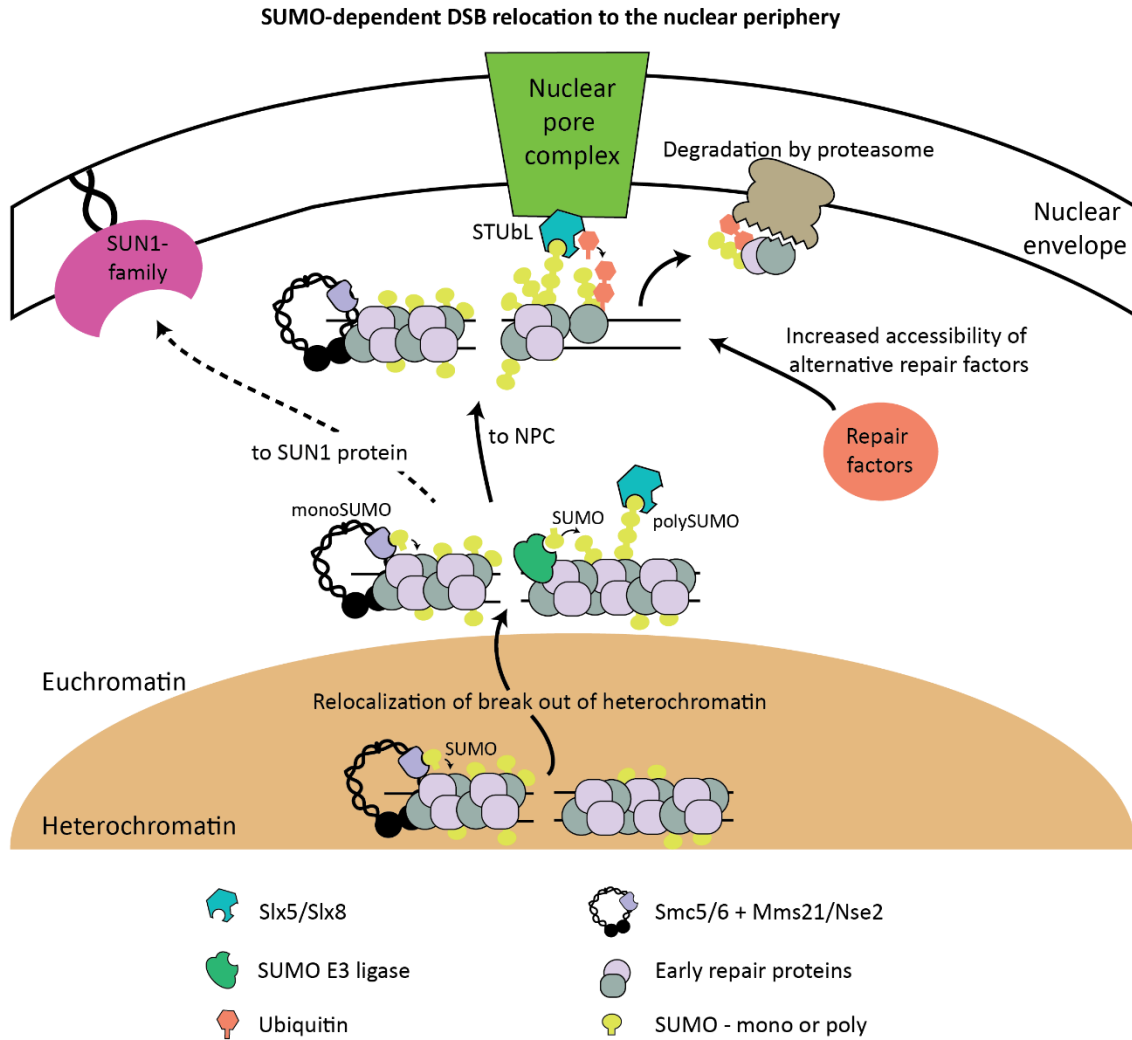 SUMO-dependent DSB relocation to the nuclear periphery
Nuclear
pore
complex
Degradation by proteasome
Nuclear
envelope
STUbL
SUN1-
family
Increased accessibility of
alternative repair factors
Repair
factors
to SUN1 protein
to NPC
monoSUMO
SUMO
polySUMO
Euchromatin
Relocalization of break out of heterochromatin
SUMO
Heterochromatin
Slx5/Slx8
Smc5/6 + Mms21/Nse2
SUMO E3 ligase
Early repair proteins
Ubiquitin
SUMO - mono or poly